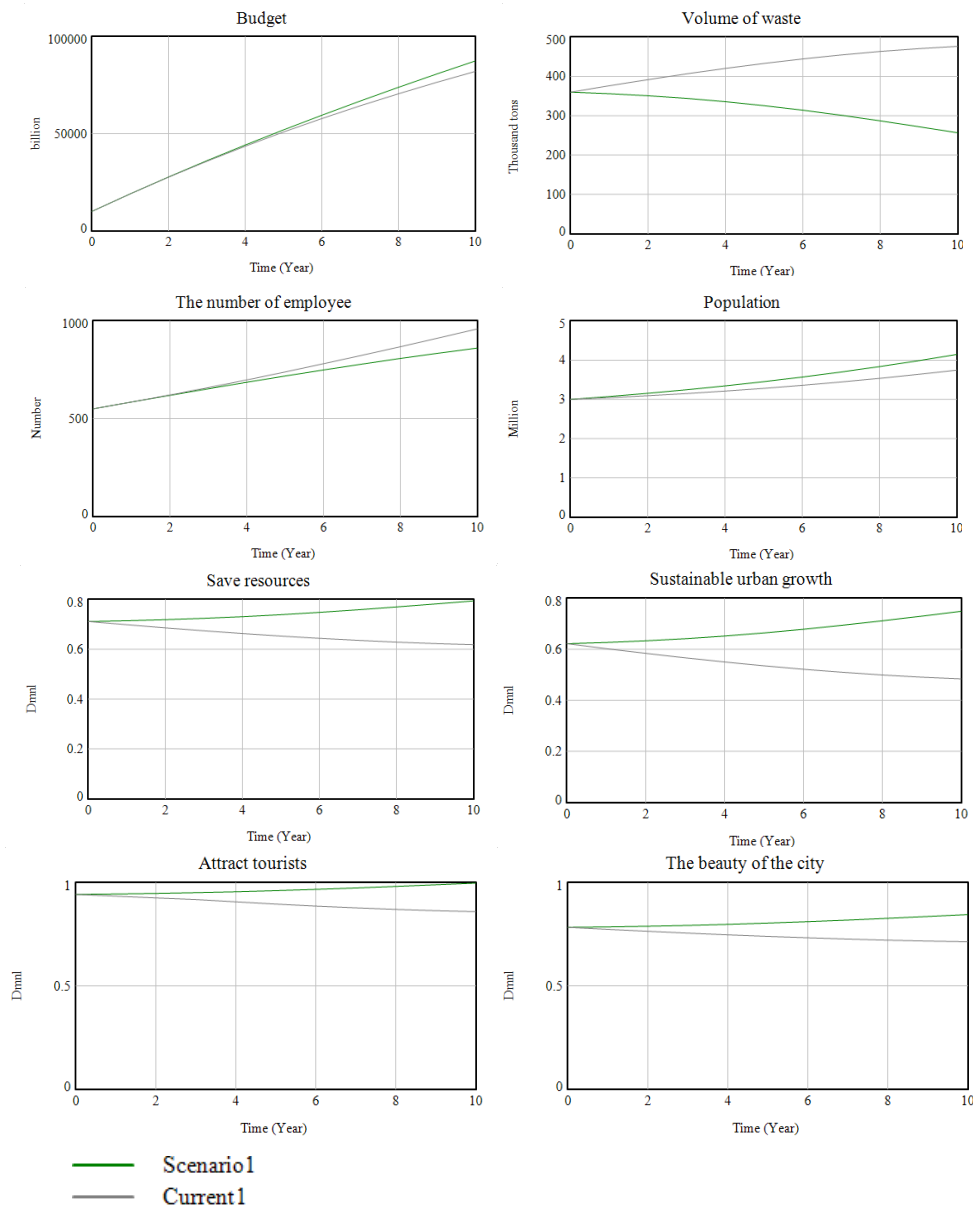 Budget
100000
50000
0
billion
0 2 4 6 8 10
Time (Year)
Volume of waste
500
400
300
200
100
0
Thousand tons
0 2 4 6 8 10
Time (Year)
The number of employee
1000
500
0
Number
0 2 4 6 8 10
Time (Year)
Population
5
4
3
2
1
0
Million
0 2 4 6 8 10
Time (Year)
Save resources
0.8
0.6
0.4
0.2
0
Dmnl
0 2 4 6 8 10
Time (Year)
Sustainable urban growth
0.8
0.6
0.4
0.2
0
Dmnl
0 2 4 6 8 10
Time (Year)
Attract tourists
1
0.5
0
Dmnl
0 2 4 6 8 10
Time (Year)
The beauty of the city
1
0.5
0
Dmnl
0 2 4 6 8 10
Time (Year)
Scenario1
Current1